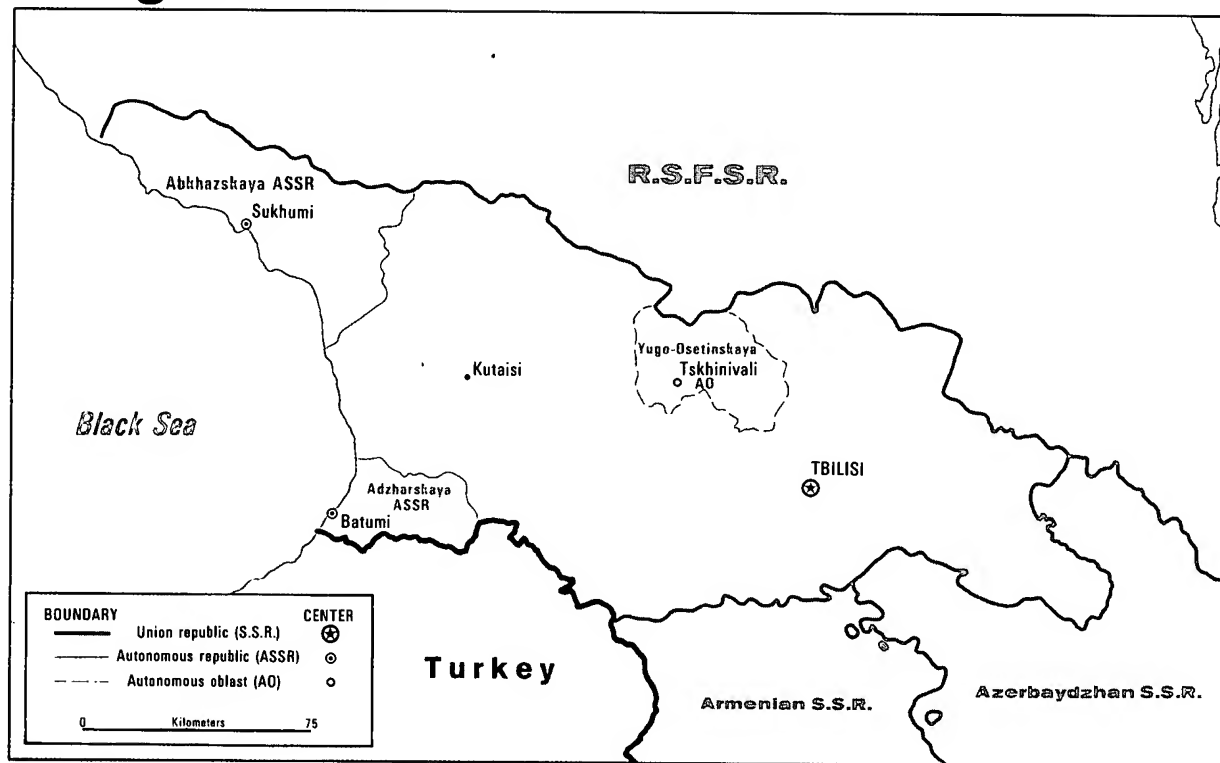 R.S.F.S.R.
Abkhazskaya ASSR
Sukhumi
Yugo-Osetinskaya
Tskhinivali
AO
Kutaisi
Black Sea
TBILISI
Adzharskaya
ASSR
Batumi
BOUNDARY CENTER
Union republic (S.S.R.)
Autonomous republic (ASSR)
Autonomous oblast (AO)
0 Kilometers 75
Turkey
Armenian S.S.R.
Azerbaydzhan S.S.R.